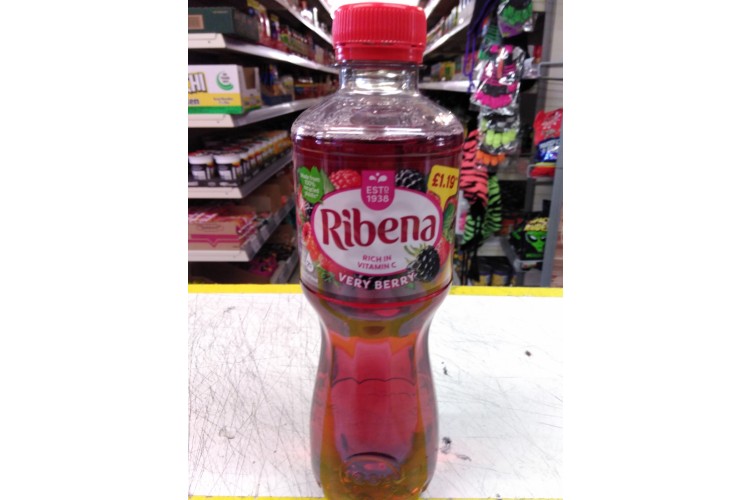 ESTD
1938
£1.19
Ribena
RICH IN
VITAMIN C
VERY BERRY